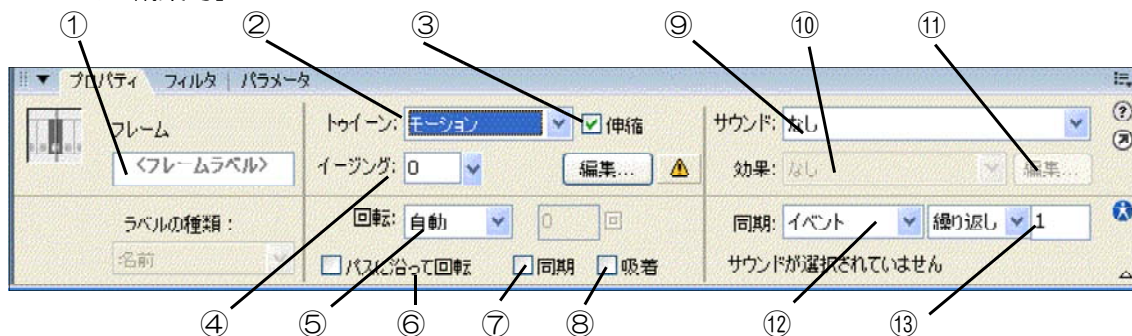 ① ② ③ ⑨ ⑩ ⑪
プロパティ フィルタ パラメータ
フレーム
<フレームラベル>
ラベルの種類:
名前
トゥイーン: モーション 伸縮
イージング: 0 編集...
回転: 自動 0 回
パスに沿って回転 同期 吸着
サウンド: なし
効果: なし 編集...
同期: イベント 繰り返し 1
サウンドが選択されていません
④ ⑤ ⑥ ⑦ ⑧ ⑫ ⑬